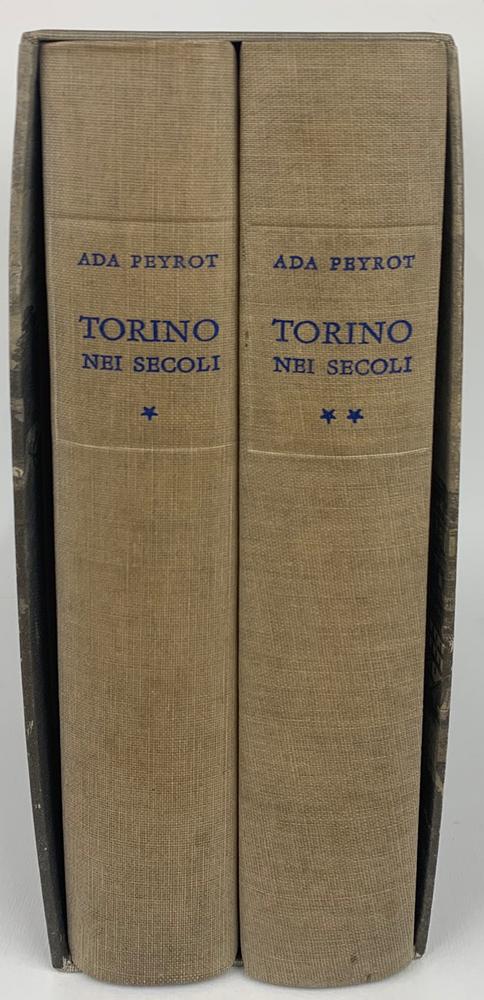 ADA PEYROT
TORINO
NEI SECOLI
★
ADA PEYROT
TORINO
NEI SECOLI
★★